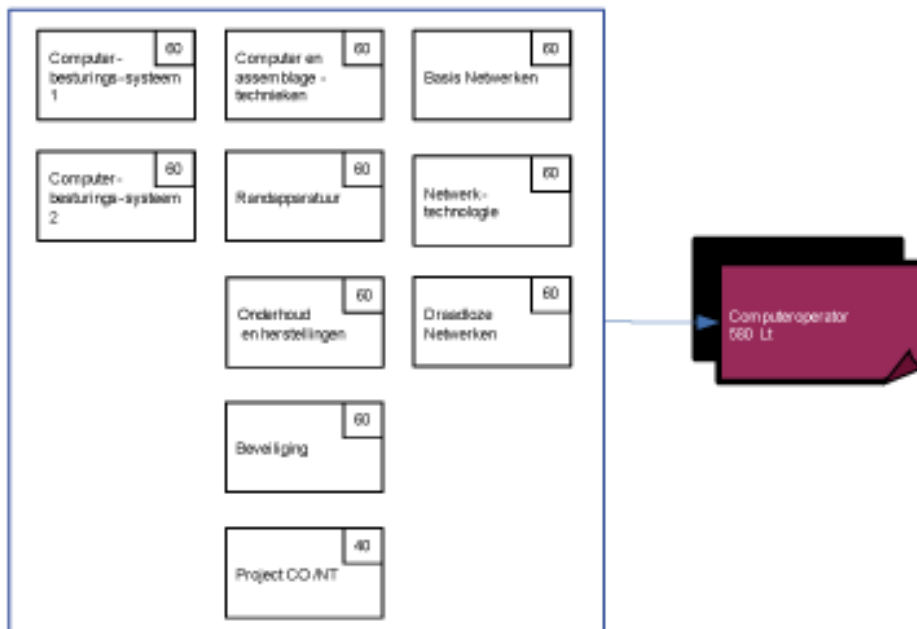 60
Computer-
besturings-systeem
1
60
Computer en
assemblage -
technieken
60
Basis Netwerken
60
Computer-
besturings-systeem
2
60
Randapparatuur
60
Netwerk-
technologie
60
Onderhoud
en herstellingen
60
Draadloze
Netwerken
Computeroperator
580 Lt
60
Beveiliging
40
Project CO /NT